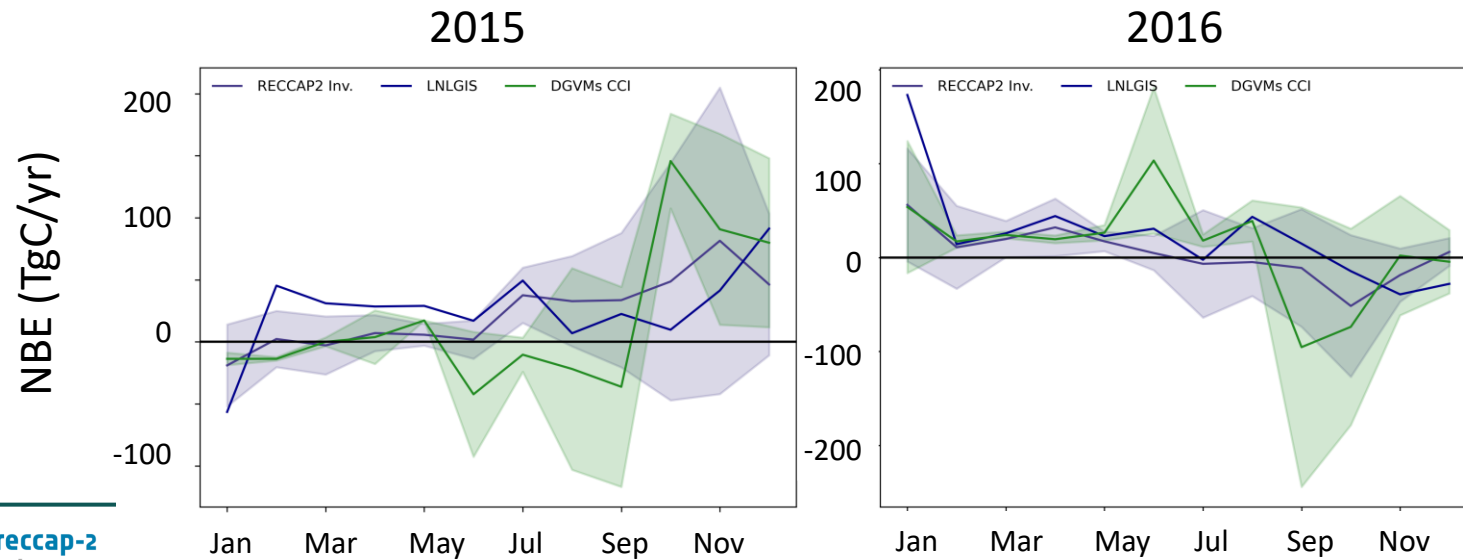 2015
2016
NBE (TgC/yr)
RECCAP2 Inv. LNLGIS DGVMs CCI
200
100
0
-100
Jan Mar May Jul Sep Nov
RECCAP2 Inv. LNLGIS DGVMs CCI
200
100
0
-100
-200
Jan Mar May Jul Sep Nov
reccap-2